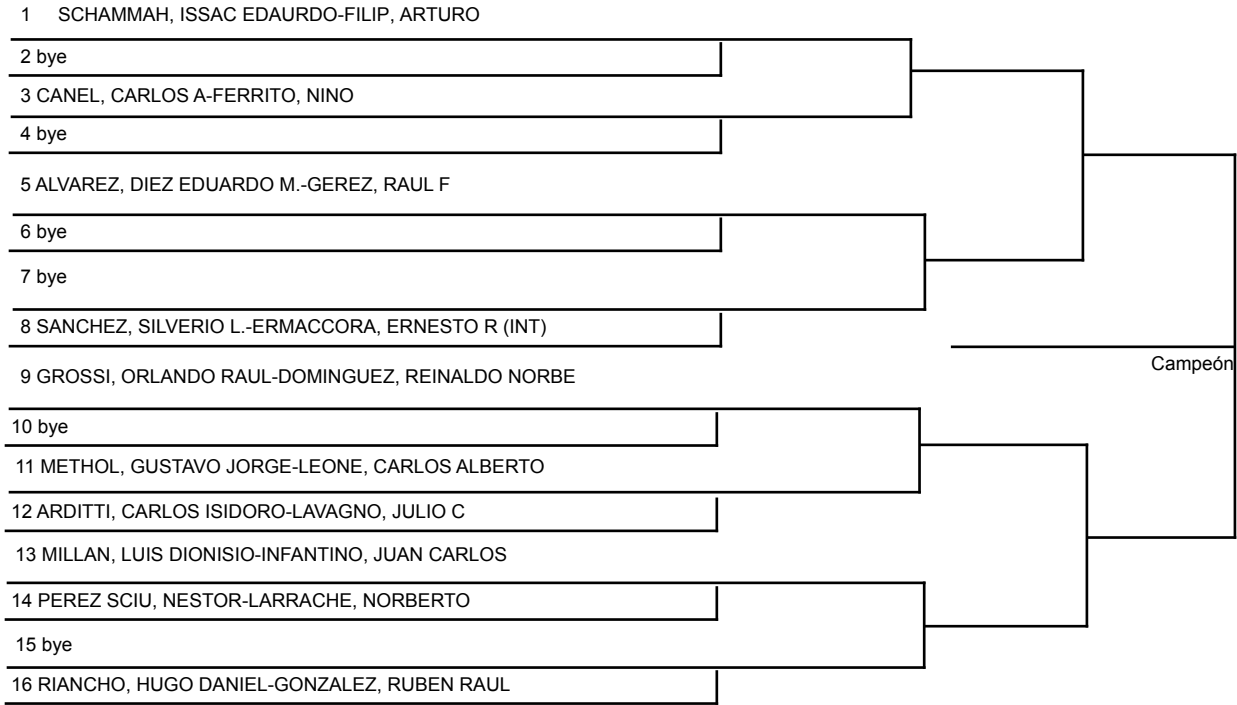 1 SCHAMMAH, ISSAC EDAURDO-FILIP, ARTURO
2 bye
3 CANEL, CARLOS A-FERRITO, NINO
4 bye
5 ALVAREZ, DIEZ EDUARDO M.-GEREZ, RAUL F
6 bye
7 bye
8 SANCHEZ, SILVERIO L.-ERMACCORA, ERNESTO R (INT)
Campeón
9 GROSSI, ORLANDO RAUL-DOMINGUEZ, REINALDO NORBE
10 bye
11 METHOL, GUSTAVO JORGE-LEONE, CARLOS ALBERTO
12 ARDITTI, CARLOS ISIDORO-LAVAGNO, JULIO C
13 MILLAN, LUIS DIONISIO-INFANTINO, JUAN CARLOS
14 PEREZ SCIU, NESTOR-LARRACHE, NORBERTO
15 bye
16 RIANCHO, HUGO DANIEL-GONZALEZ, RUBEN RAUL